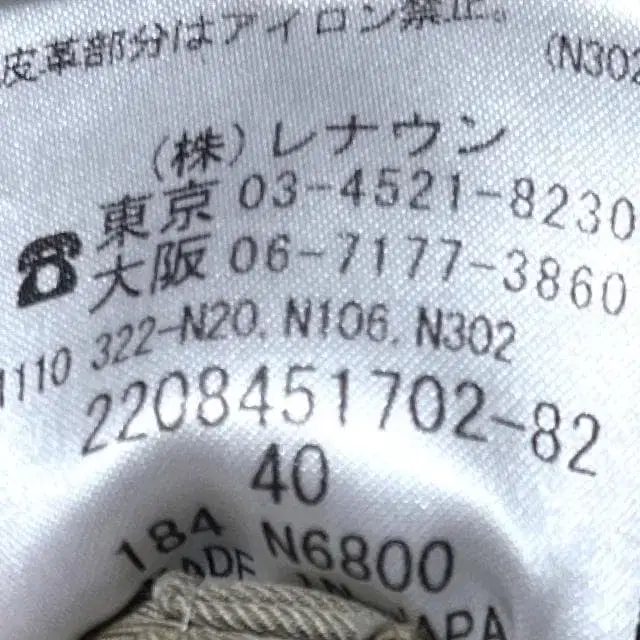 皮革部分はアイロン禁止。
(N302
(株)レナウン
東京 03-4521-8230
☎
大阪 06-7177-3860
1110 322-N20, N106, N302
2208451702-82
40
184 N6800